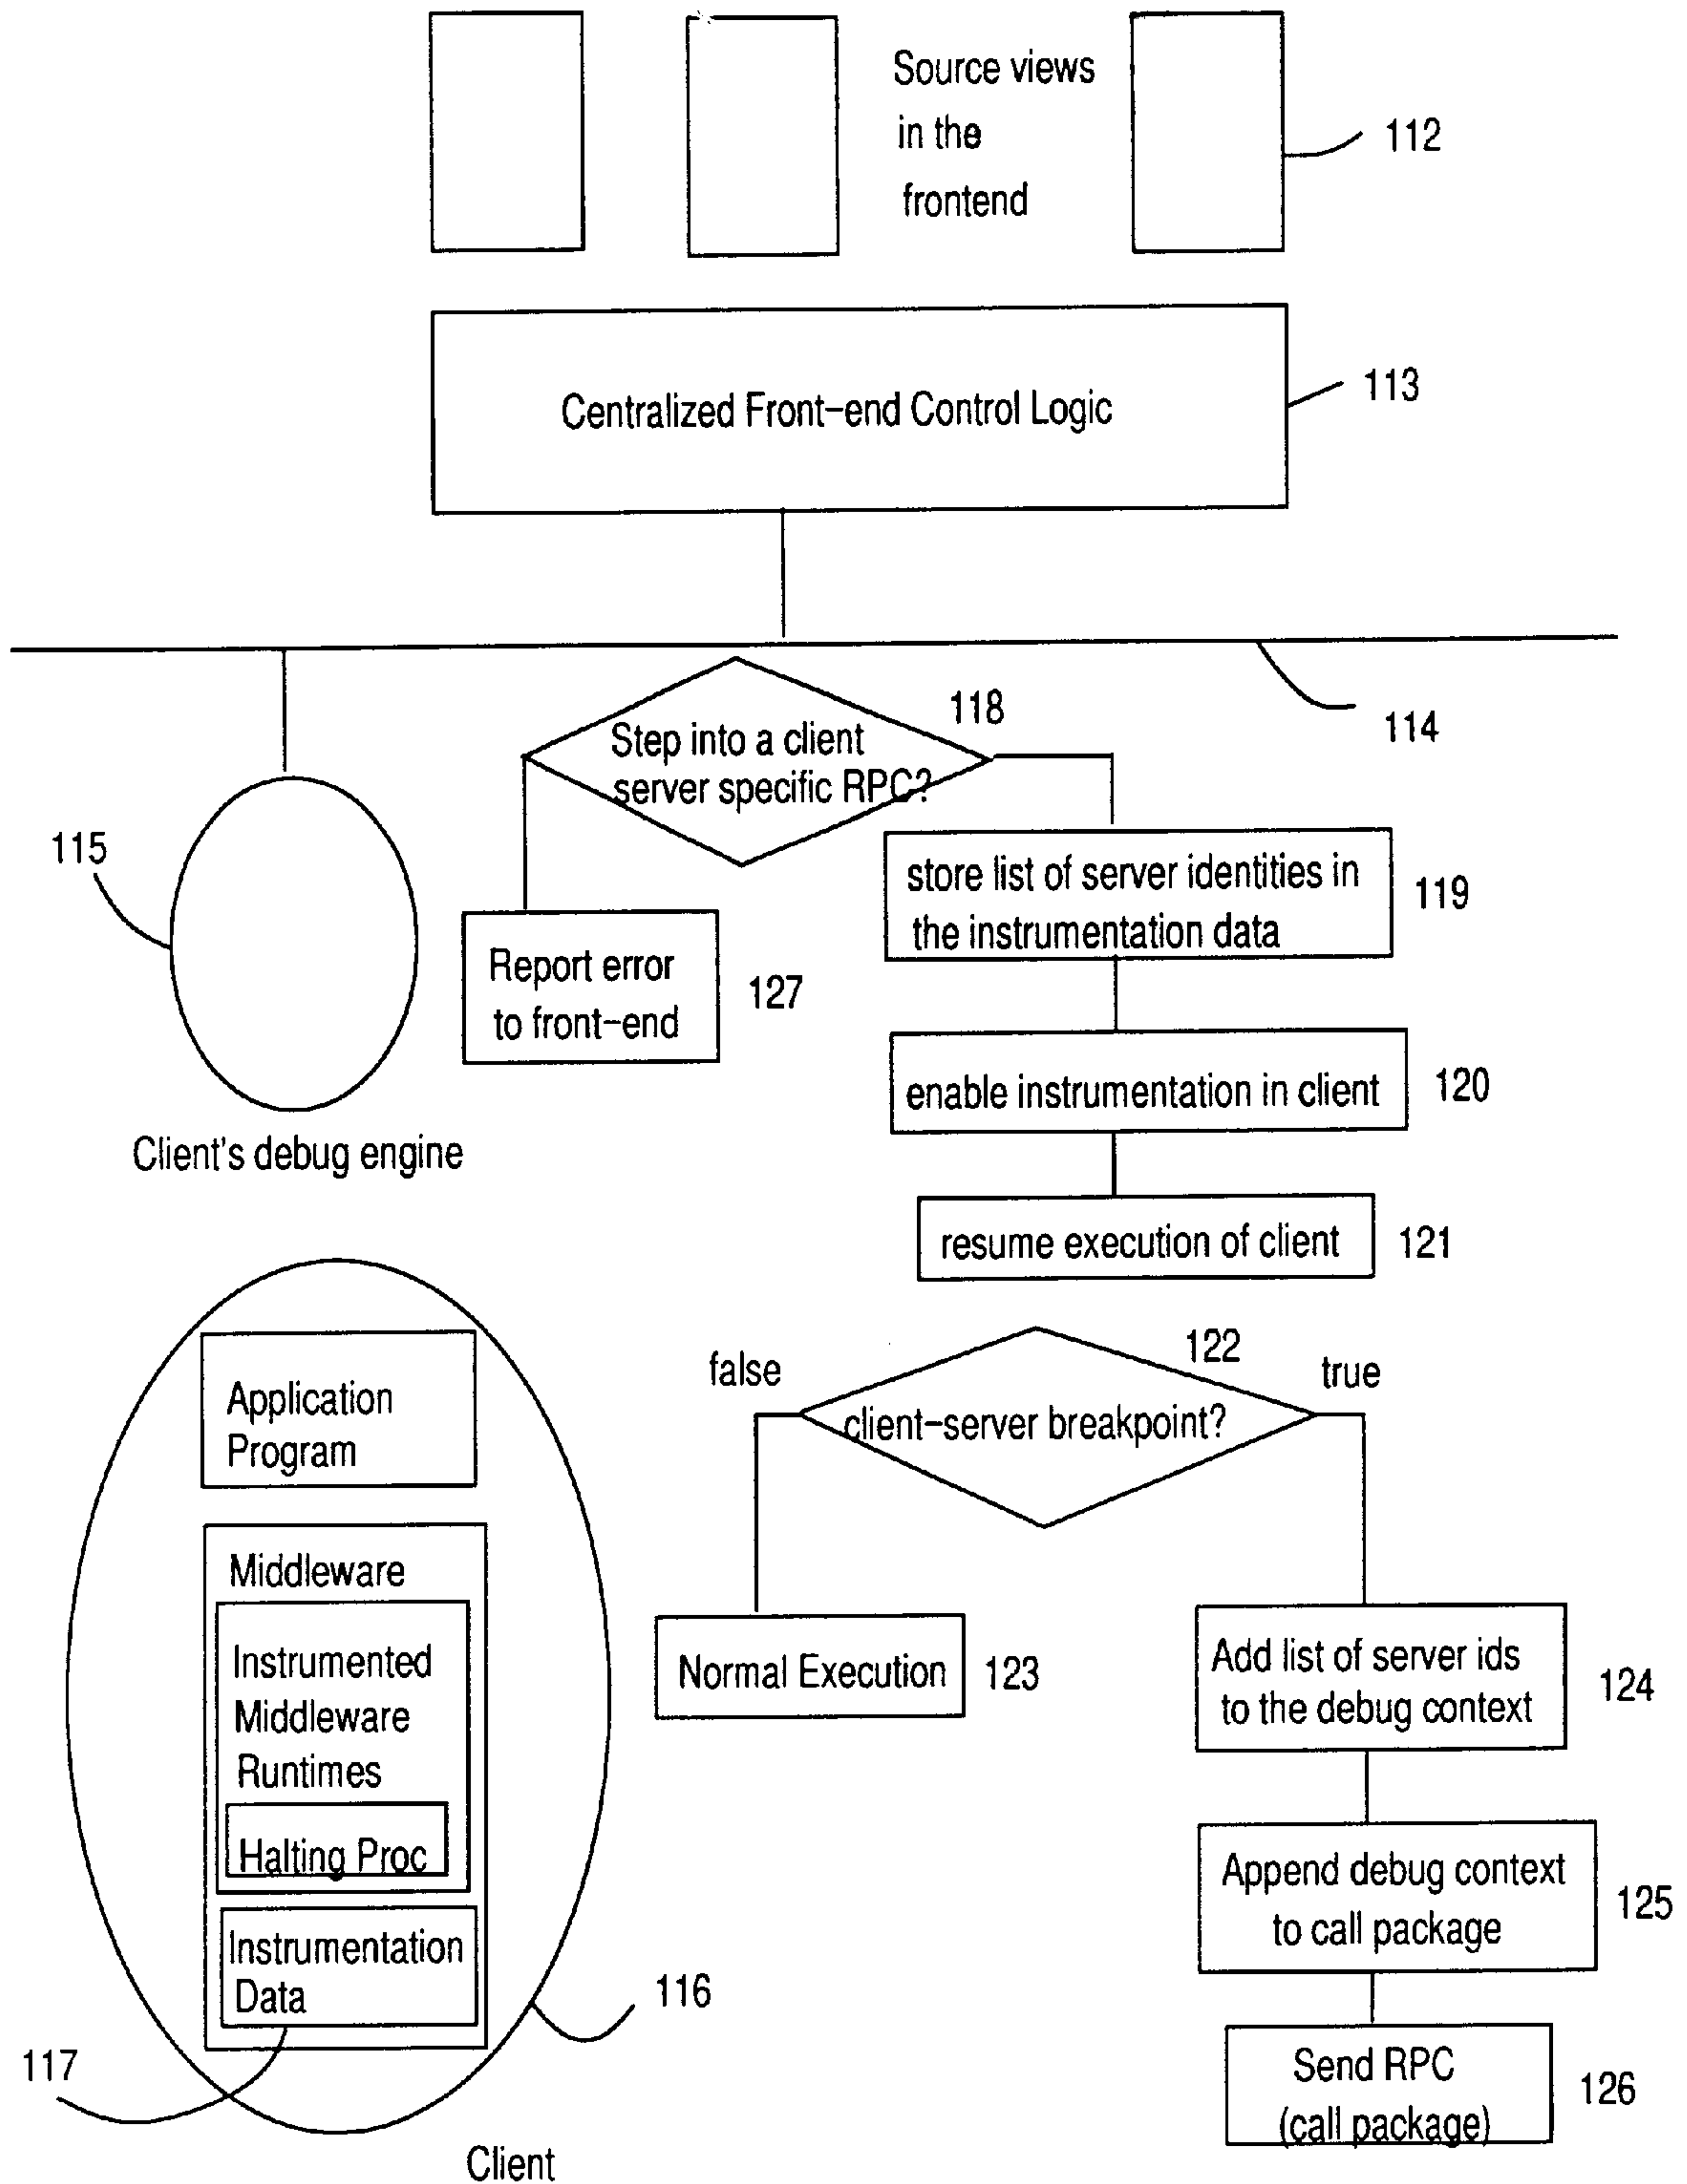 Source views
in the
frontend
112
Centralized Front-end Control Logic
113
114
118
Step into a client
server specific RPC?
115
store list of server identities in
the instrumentation data
119
Report error
to front-end
127
enable instrumentation in client
120
Client's debug engine
resume execution of client
121
false
122
true
client-server breakpoint?
Application
Program
Middleware
Instrumented
Middleware
Runtimes
Halting Proc
Instrumentation
Data
Normal Execution
123
Add list of server ids
to the debug context
124
Append debug context
to call package
125
116
117
Send RPC
(call package)
126
Client